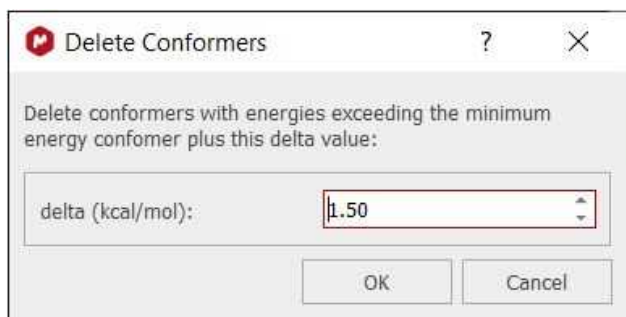 Delete Conformers
?
Delete conformers with energies exceeding the minimum
energy confomer plus this delta value:
delta (kcal/mol):
1.50
OK
Cancel